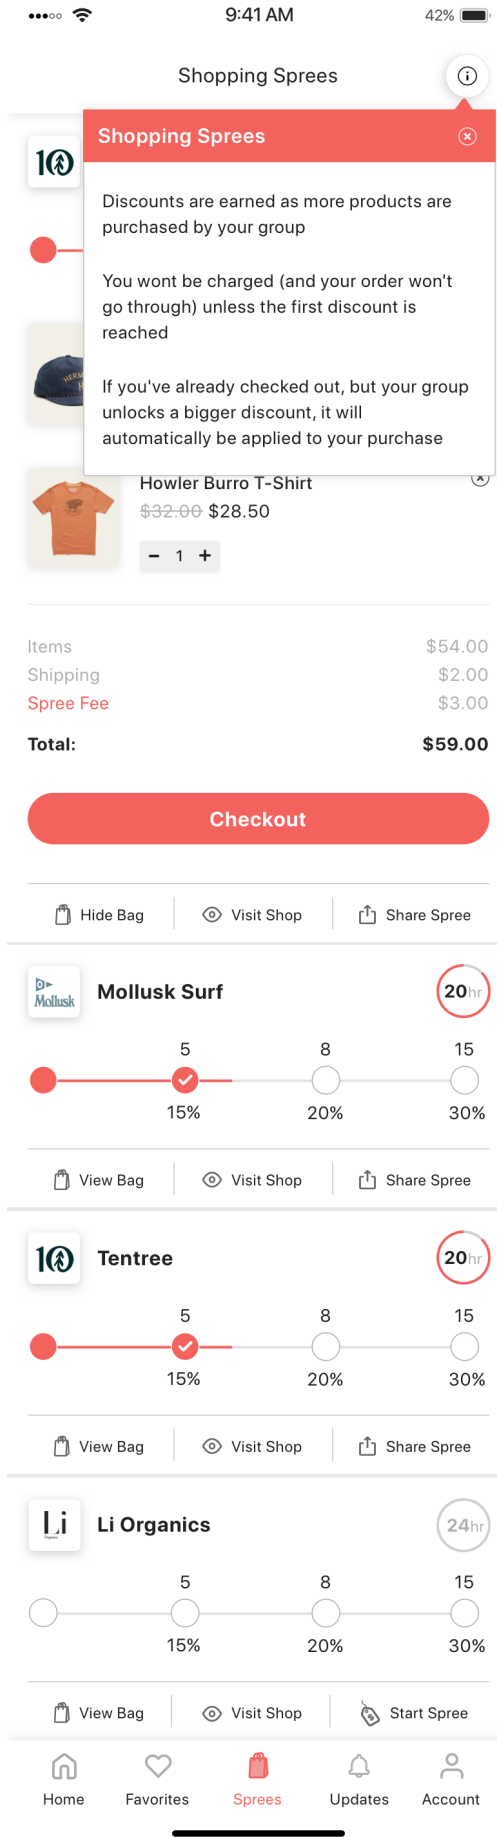 9:41 AM
42%
Shopping Sprees
Shopping Sprees
10
Discounts are earned as more products are
purchased by your group
You wont be charged (and your order won't
go through) unless the first discount is
reached
If you've already checked out, but your group
unlocks a bigger discount, it will
automatically be applied to your purchase
HERM
H
Howler Burro T-Shirt
$32.00 $28.50
− 1 +
Items $54.00
Shipping $2.00
Spree Fee $3.00
Total: $59.00
Checkout
Hide Bag Visit Shop Share Spree
Mollusk
Mollusk Surf
20hr
5 8 15
15% 20% 30%
View Bag Visit Shop Share Spree
10
Tentree
20hr
5 8 15
15% 20% 30%
View Bag Visit Shop Share Spree
Li
Organics
Li Organics
24hr
5 8 15
15% 20% 30%
View Bag Visit Shop Start Spree
Home Favorites Sprees Updates Account